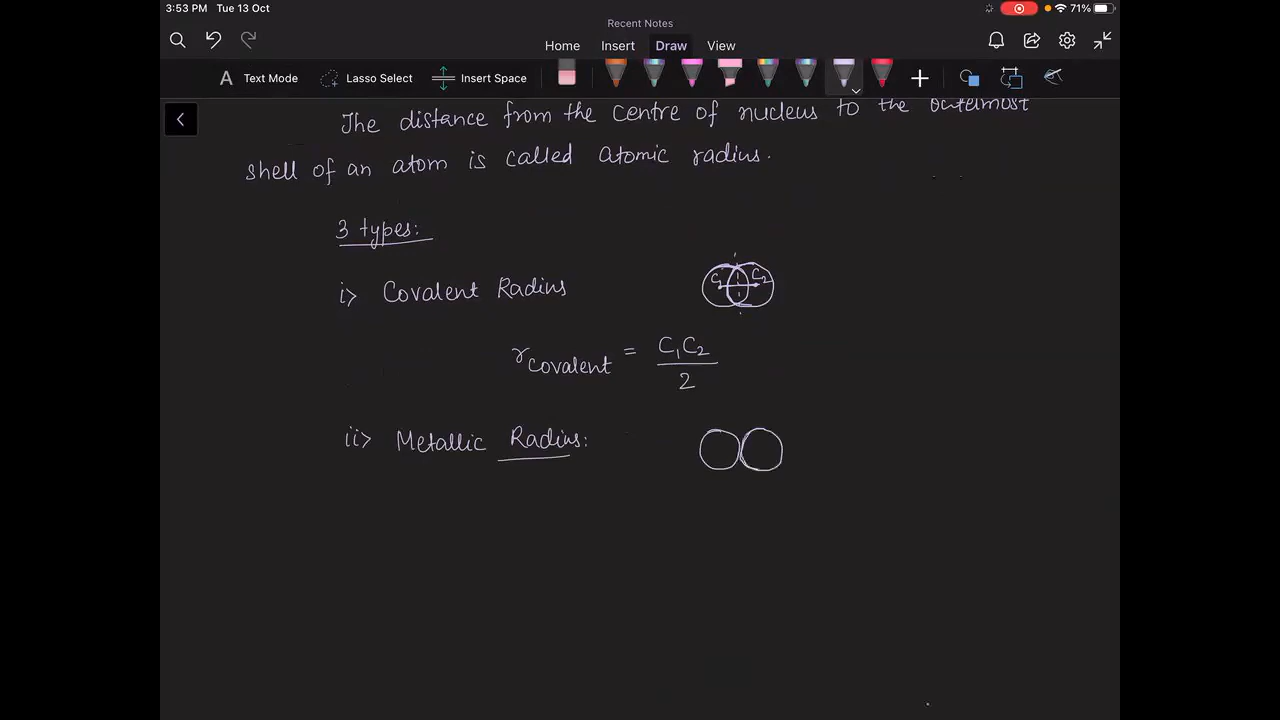 3:53 PM Tue 13 Oct
71%
Recent Notes
Home Insert Draw View
Text Mode Lasso Select Insert Space
The distance from the centre of nucleus to the outermost
shell of an atom is called atomic radius.
3 types:
i> Covalent Radius
C1 C2
rCovalent = C1C2 / 2
ii> Metallic Radius: